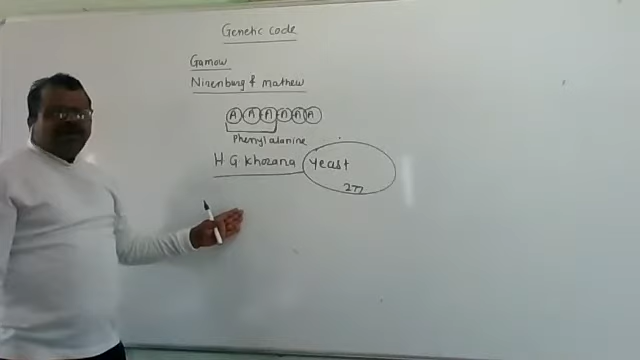 Genetic code
Gamow
Nirenburg & mathew
A A A A A A
Phenyl alanine
H G Khorana yeast
277